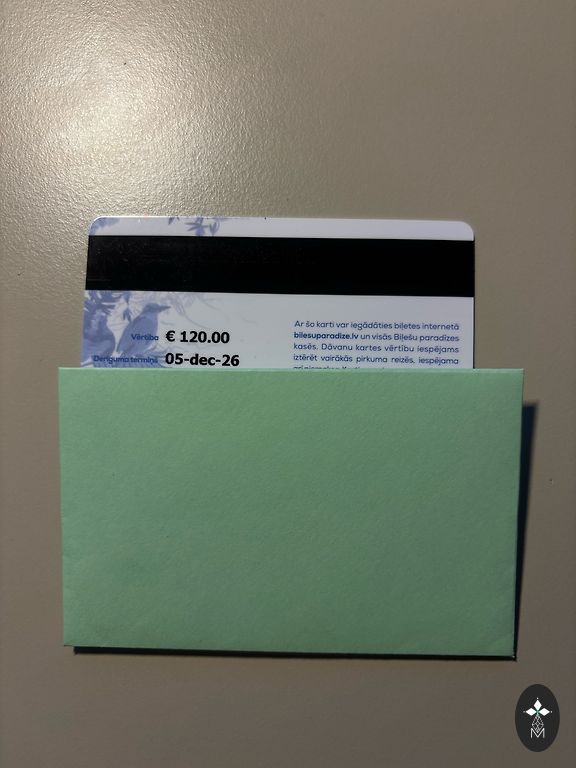 Vērtība € 120.00
Derīguma termiņš 05-dec-26
Ar šo karti var iegādāties biļetes internetā
bilesuparadize.lv un visās Biļešu paradīzes
kasēs. Dāvanu kartes vērtību iespējams
iztērēt vairākās pirkuma reizēs, iespējama
M